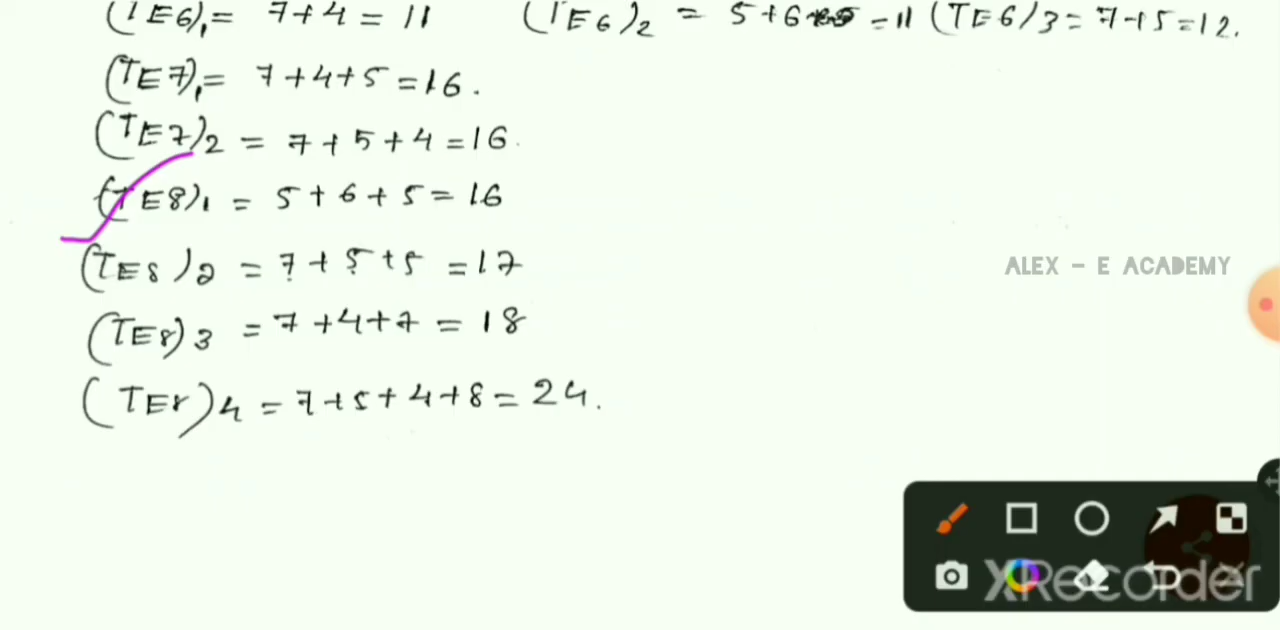 (TE6)₁ = 7+4 = 11 (TE6)₂ = 5+6 = 11 (TE6)3 = 7+5=12.
(TE7)₁ = 7+4+5 = 16.
(TE7)₂ = 7+5+4 = 16.
(TE8)₁ = 5+6+5 = 16
(TE8)₂ = 7+5+5 = 17
ALEX - E ACADEMY
(TE8)3 = 7+4+7 = 18
(TE8)4 = 7+5+4+8 = 24.
XRecorder